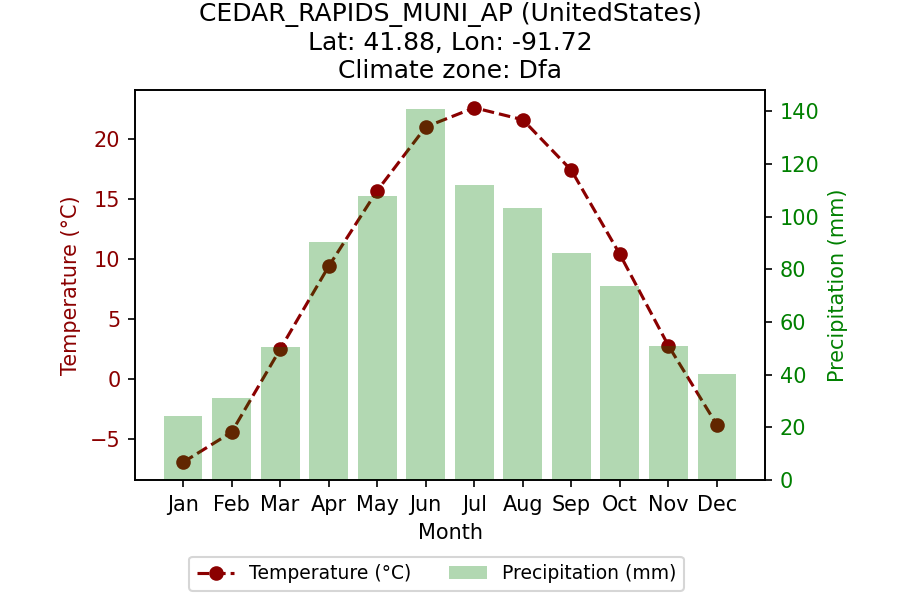 CEDAR_RAPIDS_MUNI_AP (UnitedStates)
Lat: 41.88, Lon: -91.72
Climate zone: Dfa
Temperature (°C)
20
15
10
5
0
−5
140
120
100
80
60
40
20
0
Precipitation (mm)
Jan Feb Mar Apr May Jun Jul Aug Sep Oct Nov Dec
Month
Temperature (°C) Precipitation (mm)